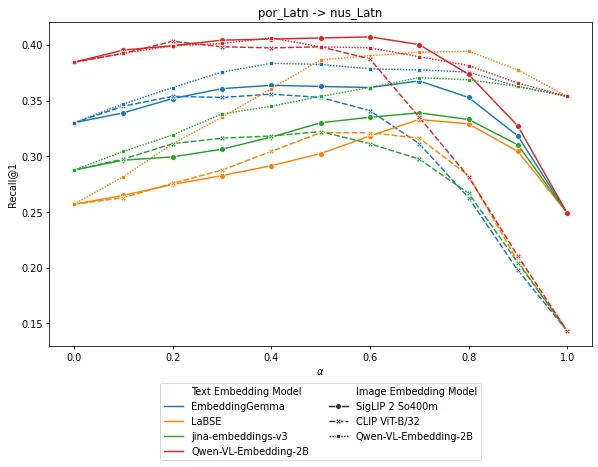 por_Latn -> nus_Latn
Recall@1
0.40
0.35
0.30
0.25
0.20
0.15
0.0
0.2
0.4
0.6
0.8
1.0
α
Text Embedding Model
EmbeddingGemma
LaBSE
jina-embeddings-v3
Qwen-VL-Embedding-2B
Image Embedding Model
SigLIP 2 So400m
CLIP ViT-B/32
Qwen-VL-Embedding-2B